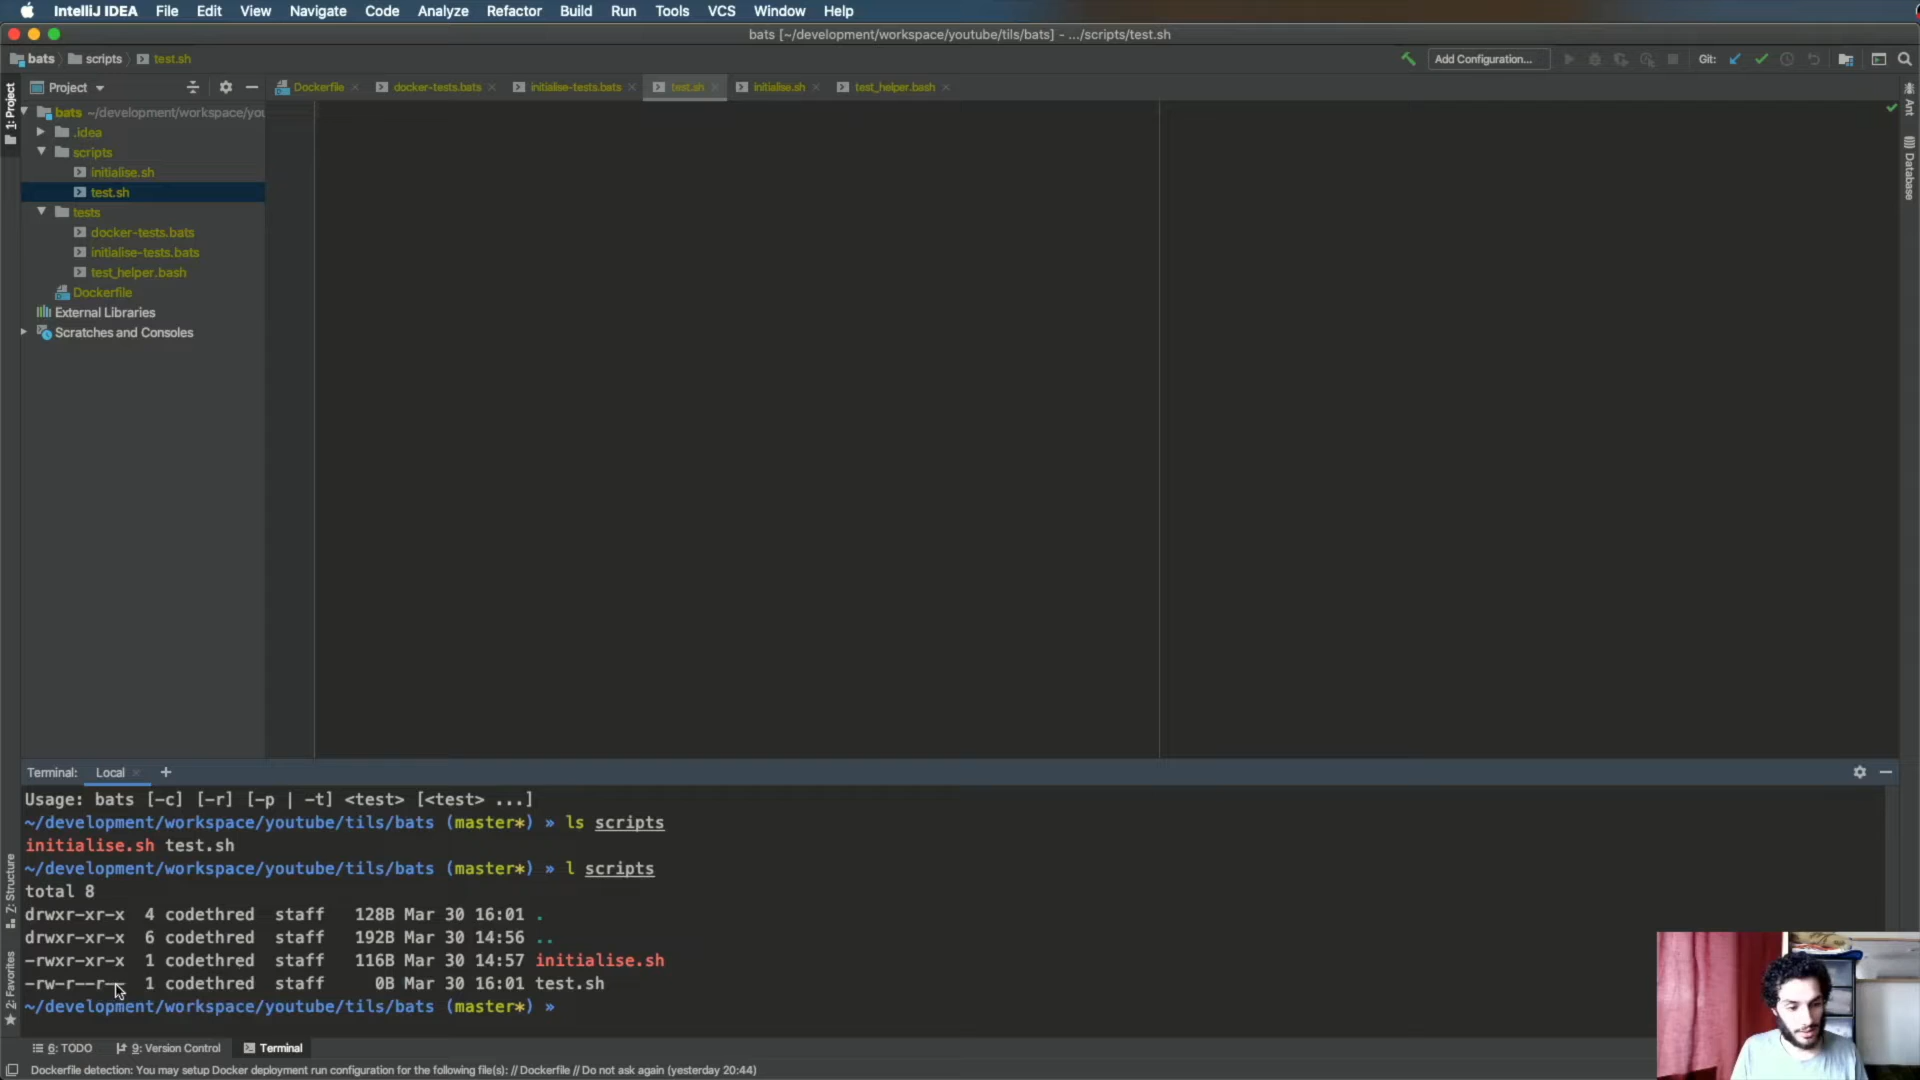 IntelliJ IDEA File Edit View Navigate Code Analyze Refactor Build Run Tools VCS Window Help
bats [~/development/workspace/youtube/tils/bats] - .../scripts/test.sh
bats scripts test.sh
Add Configuration...
Git:
1: Project
Project
Dockerfile
docker-tests.bats
initialise-tests.bats
test.sh
initialise.sh
test_helper.bash
bats ~/development/workspace/you
.idea
scripts
initialise.sh
test.sh
tests
docker-tests.bats
initialise-tests.bats
test_helper.bash
Dockerfile
External Libraries
Scratches and Consoles
Ant
Database
Terminal: Local +
Usage: bats [-c] [-r] [-p | -t] <test> [<test> ...]
~/development/workspace/youtube/tils/bats (master*) » ls scripts
initialise.sh test.sh
~/development/workspace/youtube/tils/bats (master*) » l scripts
total 8
drwxr-xr-x 4 codethred staff 128B Mar 30 16:01 .
drwxr-xr-x 6 codethred staff 192B Mar 30 14:56 ..
-rwxr-xr-x 1 codethred staff 116B Mar 30 14:57 initialise.sh
-rw-r--r-- 1 codethred staff 0B Mar 30 16:01 test.sh
~/development/workspace/youtube/tils/bats (master*) »
Z: Structure
2: Favorites
6: TODO
9: Version Control
Terminal
Dockerfile detection: You may setup Docker deployment run configuration for the following file(s): // Dockerfile // Do not ask again (yesterday 20:44)